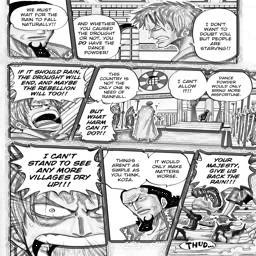 WE MUST
WAIT FOR THE
RAIN TO
FALL
NATURALLY!!
AND WHETHER
YOU CAUSED
THE DROUGHT
OR NOT, YOU
DO HAVE THE
DANCE
POWDER!
I DON'T
WANT TO
DOUBT YOU,
BUT PEOPLE
ARE
STARVING!!
IF IT SHOULD RAIN,
THE DROUGHT WILL
END, AND MAYBE
THE REBELLION
WILL TOO!!
BUT
WHAT
HARM CAN
IT DO?!
THIS
COUNTRY IS
NOT THE
ONLY ONE IN
NEED OF
RAINFALL.
I CAN'T
ALLOW
IT!!
DANCE
POWDER
WOULD ONLY
BRING MORE
MISFORTUNE.
I CAN'T
STAND TO SEE
ANY MORE
VILLAGES DRY
UP!!!
THINGS
AREN'T AS
SIMPLE AS
YOU THINK,
KOZA.
IT WOULD
ONLY MAKE
MATTERS
WORSE.
YOUR
MAJESTY,
GIVE US
BACK THE
RAIN!!!
THUD...